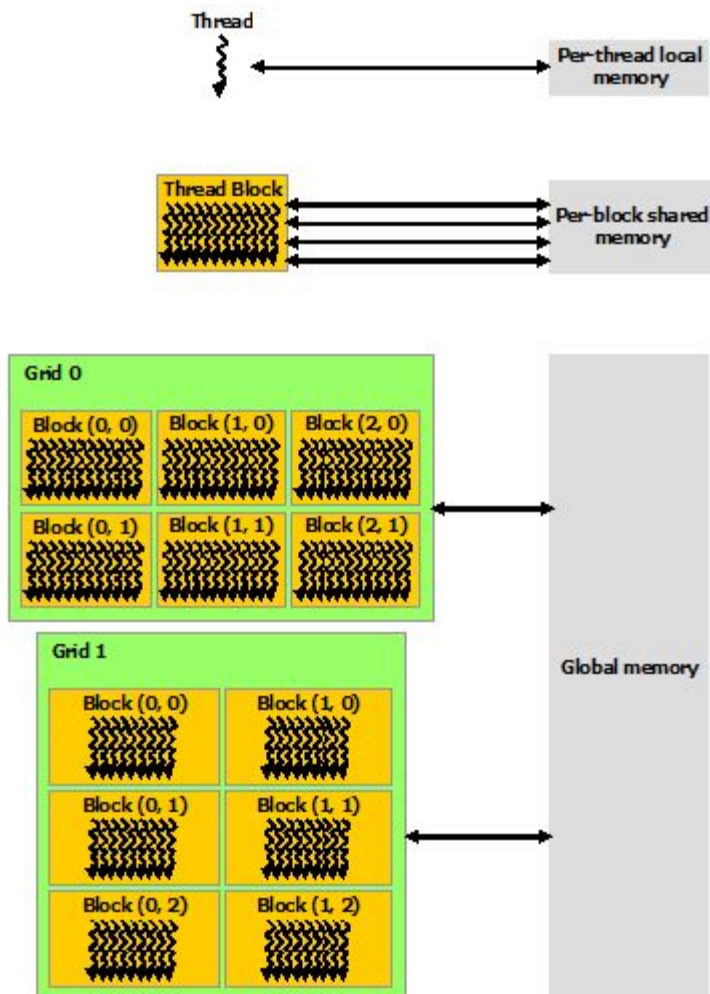 Thread
Per-thread local
memory
Thread Block
Per-block shared
memory
Grid 0
Block (0, 0)
Block (1, 0)
Block (2, 0)
Block (0, 1)
Block (1, 1)
Block (2, 1)
Global memory
Grid 1
Block (0, 0)
Block (1, 0)
Block (0, 1)
Block (1, 1)
Block (0, 2)
Block (1, 2)